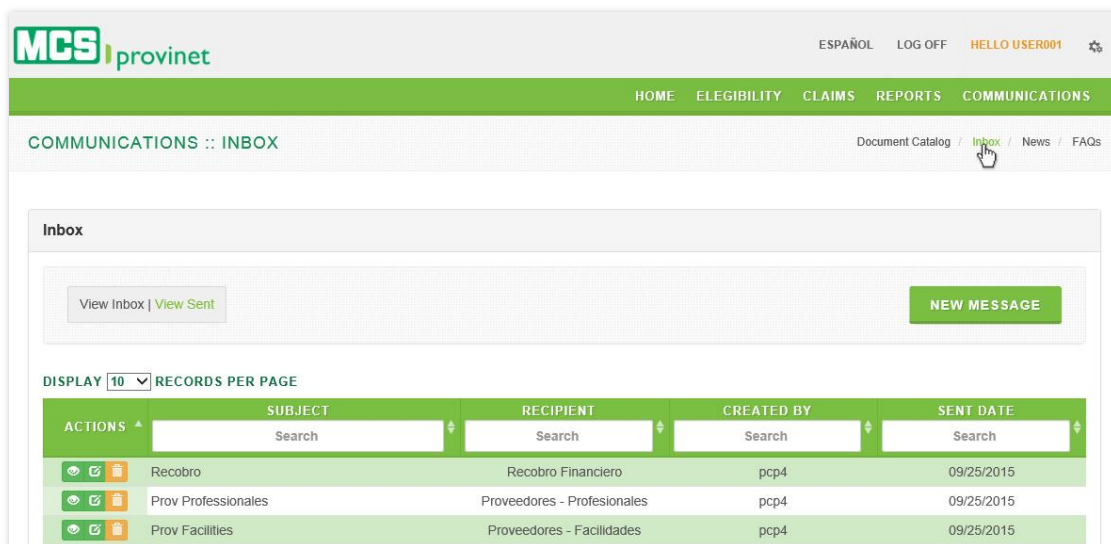 MCS provinet
ESPAÑOL LOG OFF HELLO USER001
HOME ELEGIBILITY CLAIMS REPORTS COMMUNICATIONS
COMMUNICATIONS :: INBOX
Document Catalog / Inbox / News / FAQs
Inbox
View Inbox | View Sent
NEW MESSAGE
DISPLAY 10 RECORDS PER PAGE
ACTIONS SUBJECT RECIPIENT CREATED BY SENT DATE
Search Search Search Search
Recobro Recobro Financiero pcp4 09/25/2015
Prov Professionales Proveedores - Profesionales pcp4 09/25/2015
Prov Facilities Proveedores - Facilidades pcp4 09/25/2015